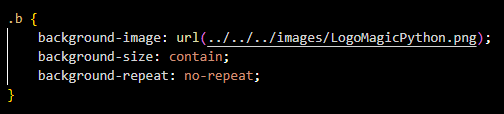 .b {
    background-image: url(../../../images/LogoMagicPython.png);
    background-size: contain;
    background-repeat: no-repeat;
}